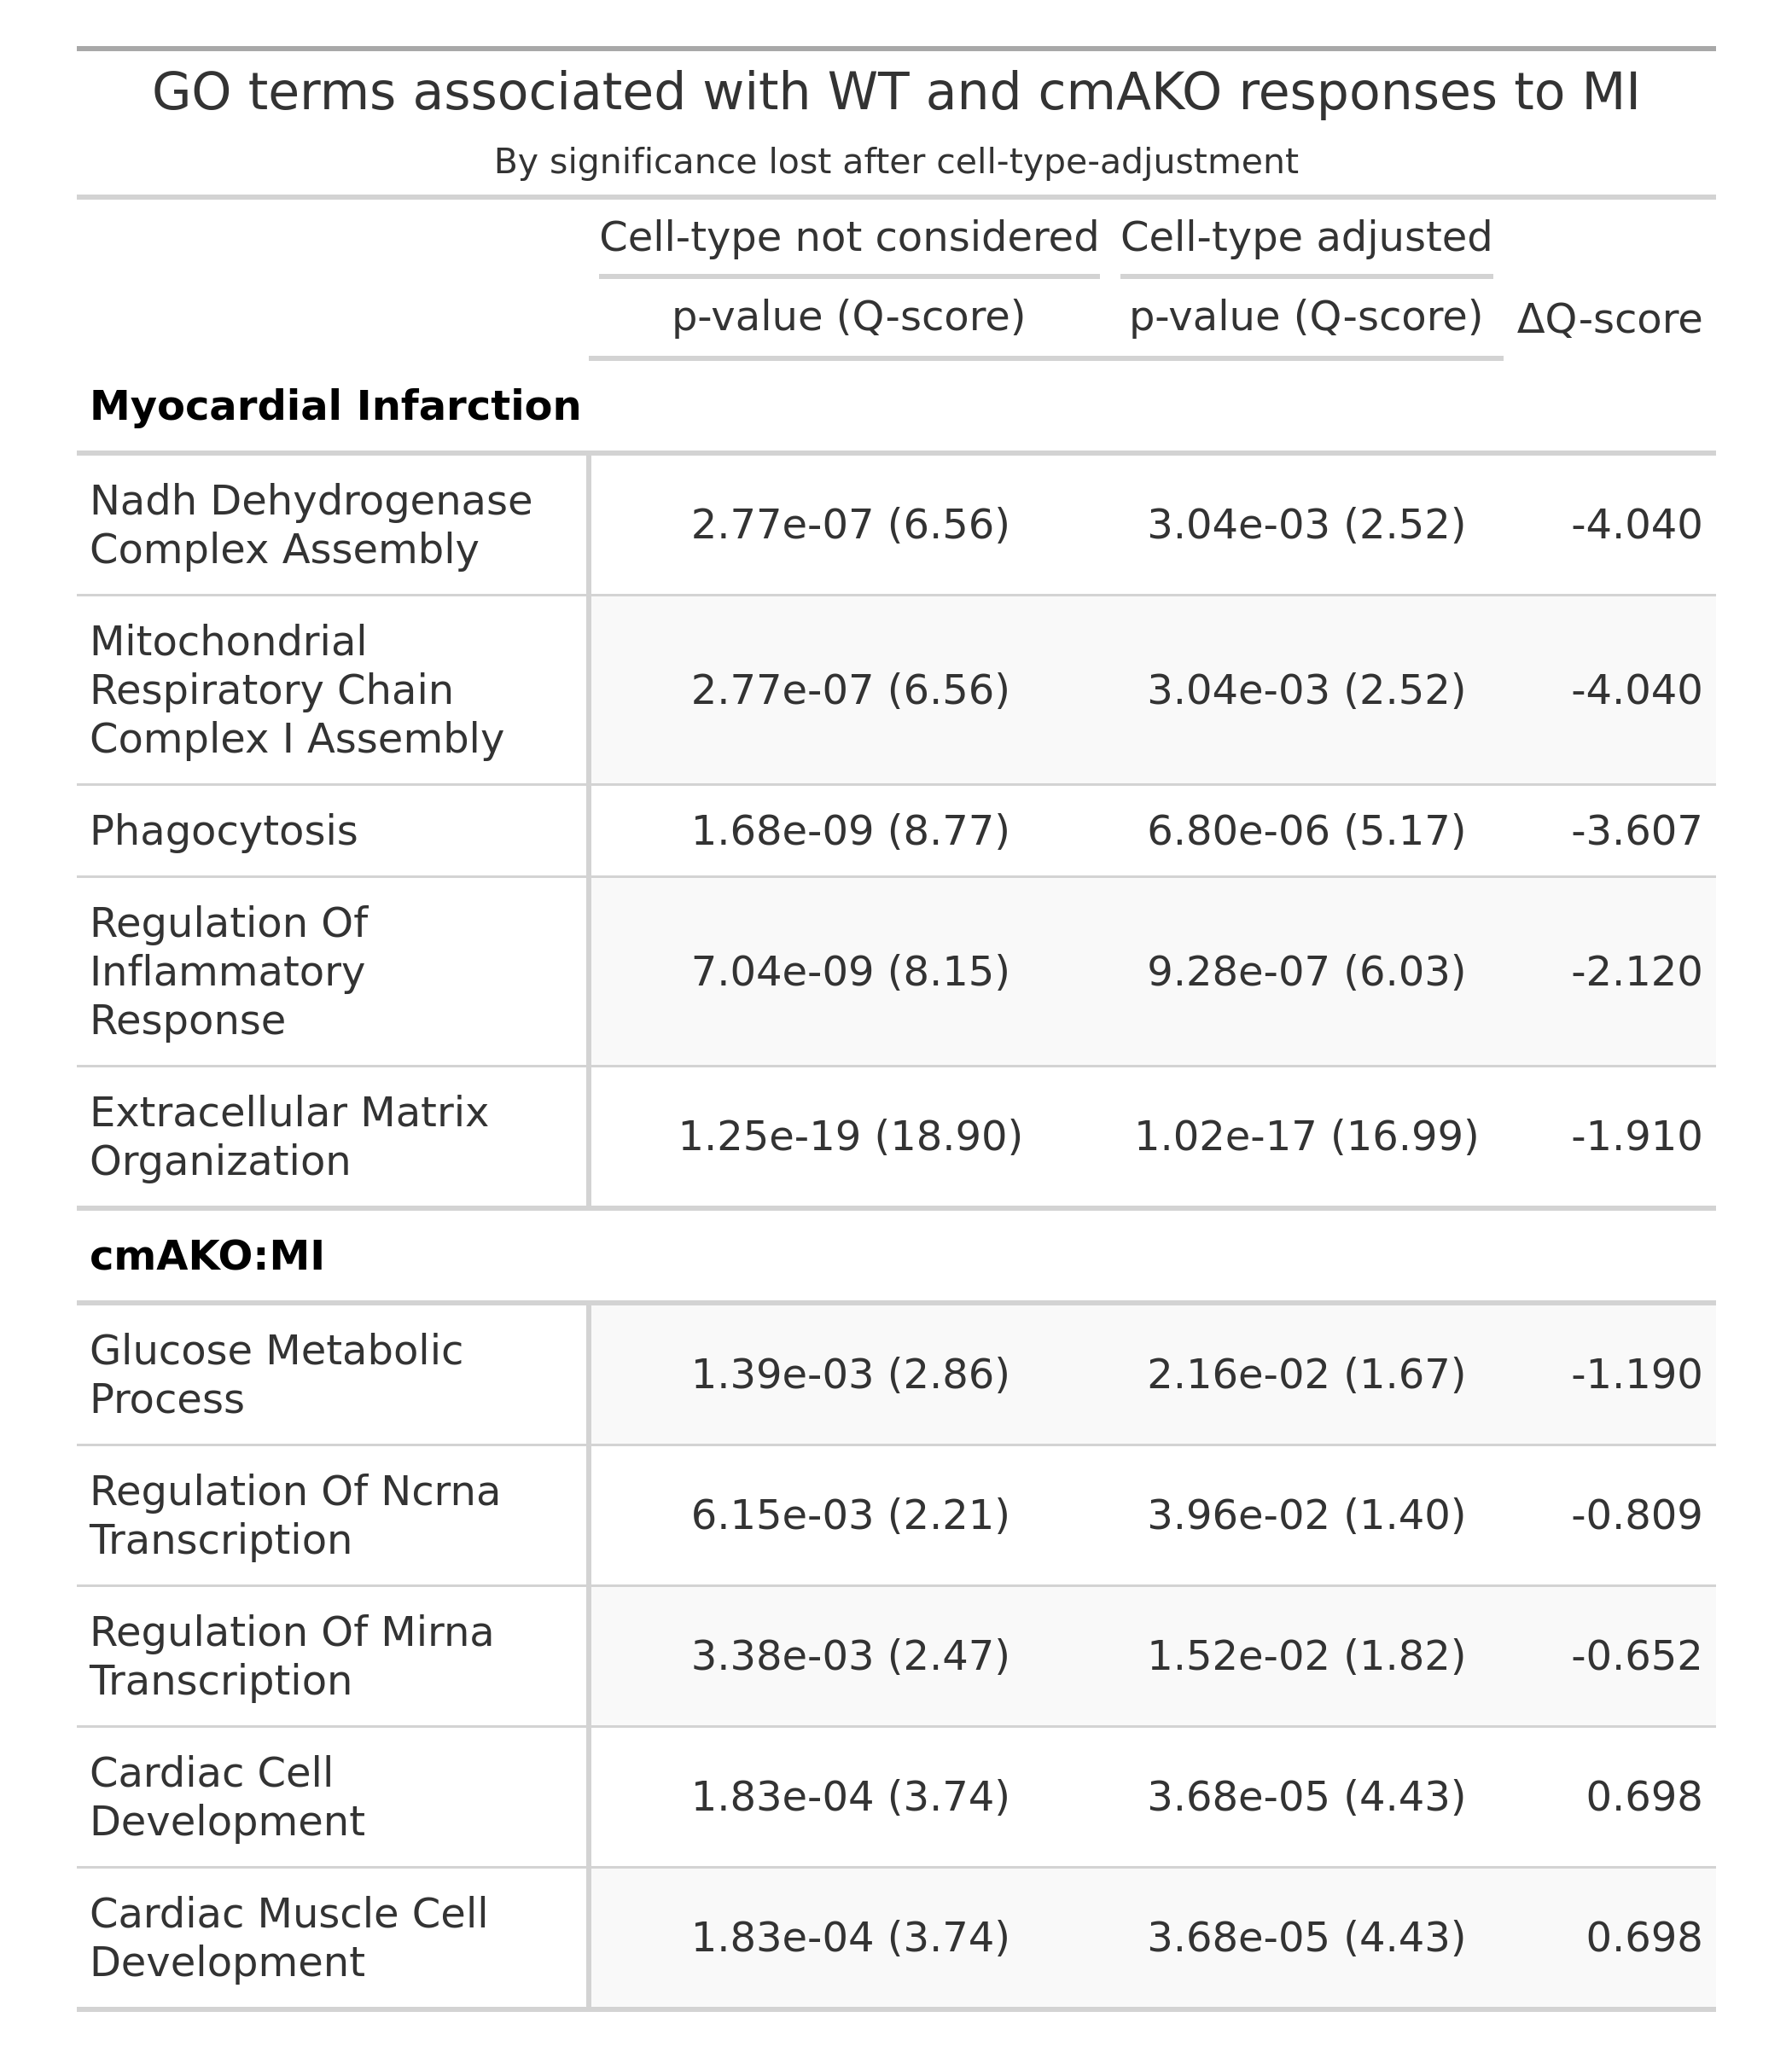 GO terms associated with WT and cmAKO responses to MI
By significance lost after cell-type-adjustment
Cell-type not considered Cell-type adjusted
p-value (Q-score) p-value (Q-score) ΔQ-score
Myocardial Infarction
Nadh Dehydrogenase
Complex Assembly
2.77e-07 (6.56) 3.04e-03 (2.52) -4.040
Mitochondrial
Respiratory Chain
Complex I Assembly
2.77e-07 (6.56) 3.04e-03 (2.52) -4.040
Phagocytosis 1.68e-09 (8.77) 6.80e-06 (5.17) -3.607
Regulation Of
Inflammatory
Response
7.04e-09 (8.15) 9.28e-07 (6.03) -2.120
Extracellular Matrix
Organization
1.25e-19 (18.90) 1.02e-17 (16.99) -1.910
cmAKO:MI
Glucose Metabolic
Process
1.39e-03 (2.86) 2.16e-02 (1.67) -1.190
Regulation Of Ncrna
Transcription
6.15e-03 (2.21) 3.96e-02 (1.40) -0.809
Regulation Of Mirna
Transcription
3.38e-03 (2.47) 1.52e-02 (1.82) -0.652
Cardiac Cell
Development
1.83e-04 (3.74) 3.68e-05 (4.43) 0.698
Cardiac Muscle Cell
Development
1.83e-04 (3.74) 3.68e-05 (4.43) 0.698